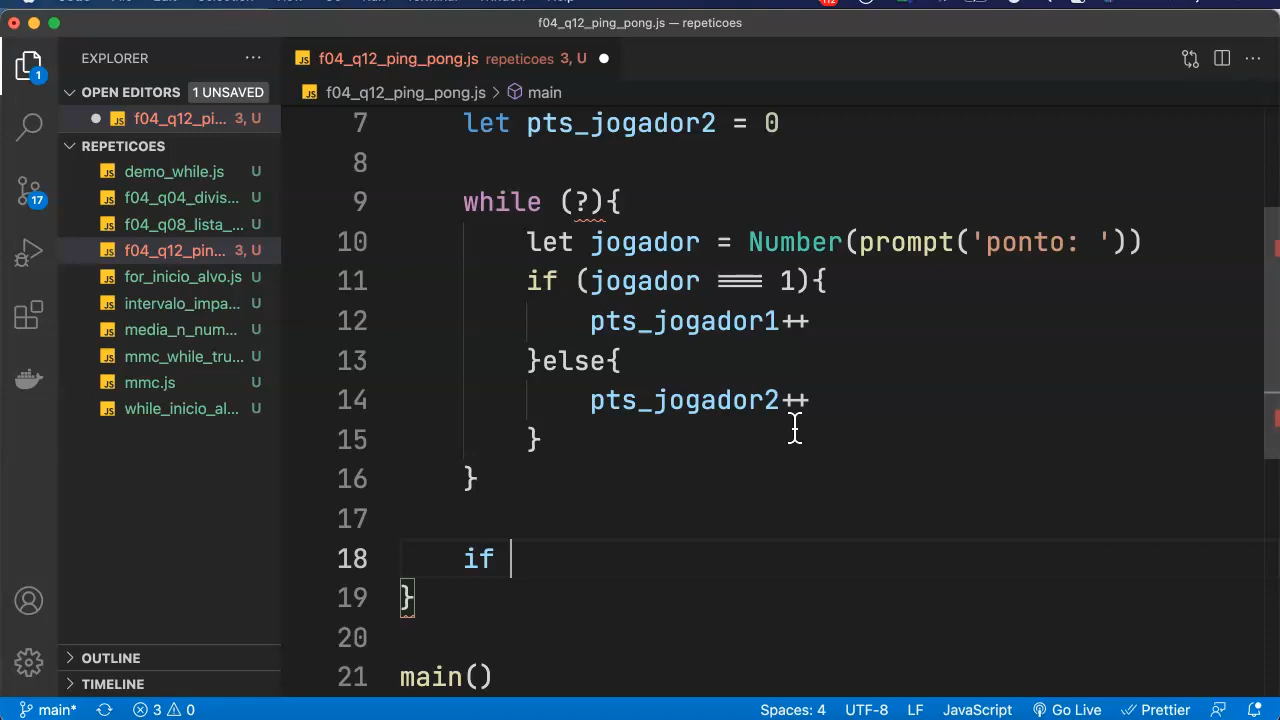 f04_q12_ping_pong.js — repeticoes
EXPLORER
f04_q12_ping_pong.js repeticoes 3, U
OPEN EDITORS 1 UNSAVED
f04_q12_ping_pong.js > main
f04_q12_pi... 3, U
REPETICOES
demo_while.js U
f04_q04_divis... U
f04_q08_lista_... U
f04_q12_pin... 3, U
for_inicio_alvo.js U
intervalo_impa... U
media_n_num... U
mmc_while_tru... U
mmc.js U
while_inicio_al... U
OUTLINE
TIMELINE
1
17
7 let pts_jogador2 = 0
8
9 while (?){
10 let jogador = Number(prompt('ponto: '))
11 if (jogador === 1){
12 pts_jogador1++
13 }else{
14 pts_jogador2++
15 }
16 }
17
18 if
19 }
20
21 main()
main* 3 0 Spaces: 4 UTF-8 LF JavaScript Go Live Prettier